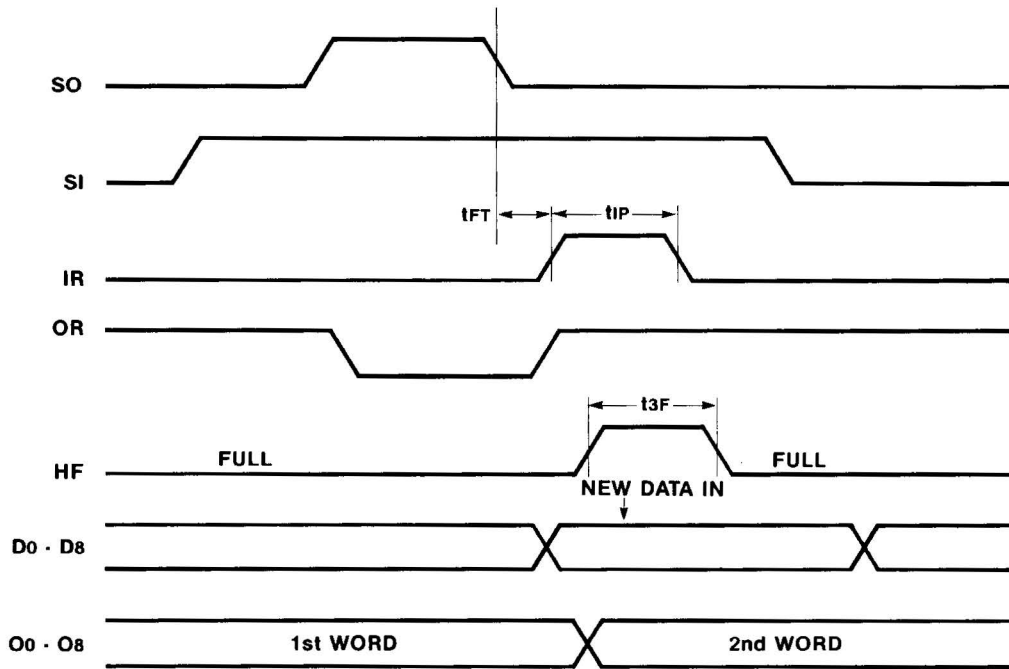 SO
SI
tFT
tIP
IR
OR
t3F
HF FULL FULL
NEW DATA IN
D0 - D8
O0 - O8 1st WORD 2nd WORD